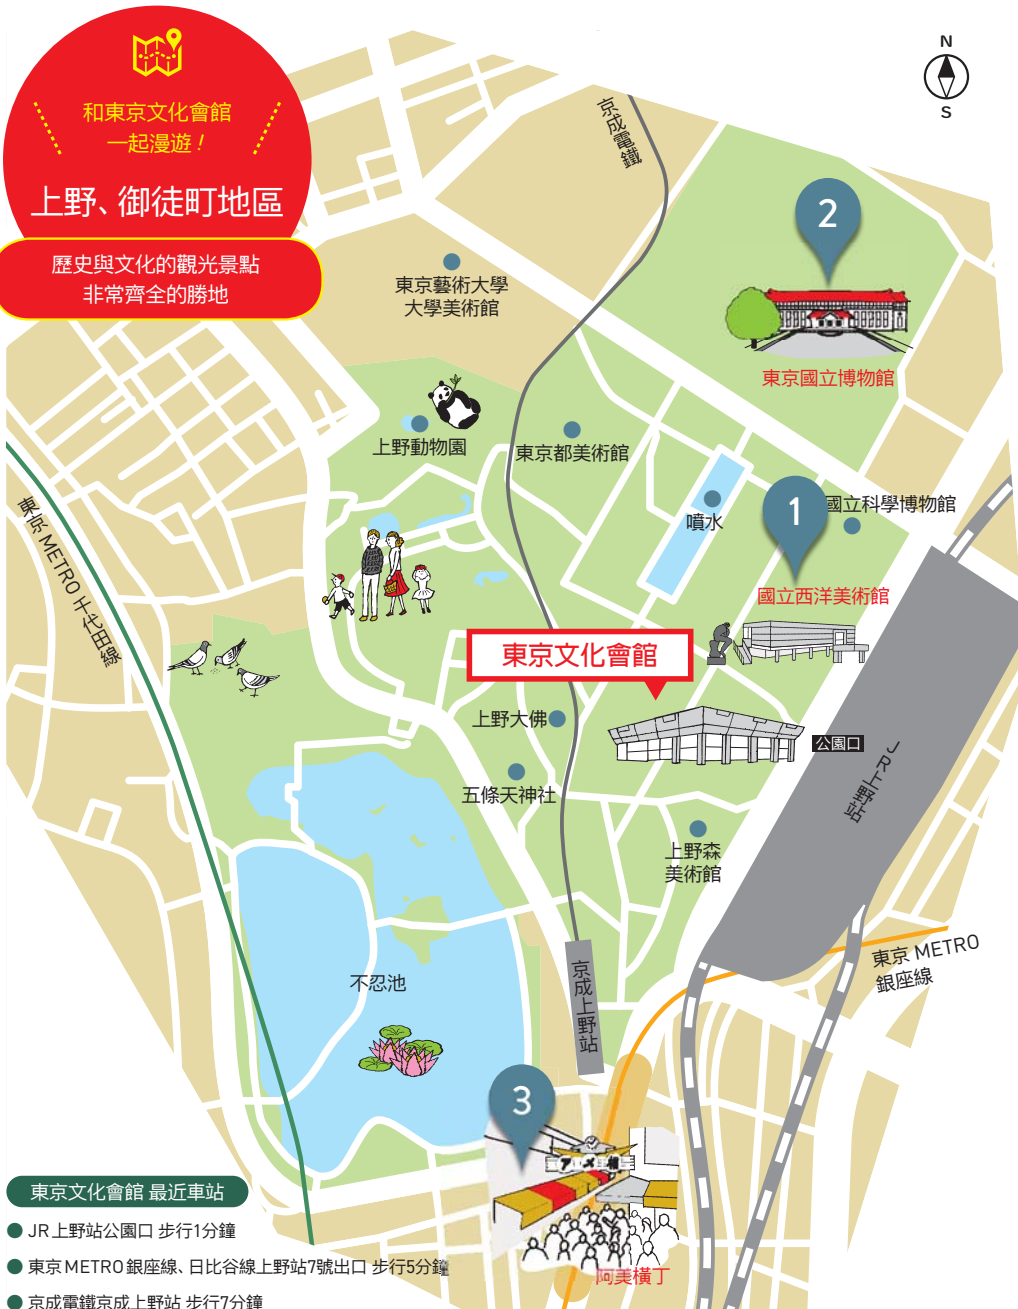 和東京文化會館
一起漫遊！
上野、御徒町地區
歷史與文化的觀光景點
非常齊全的勝地
N
S
京成電鐵
2
東京國立博物館
東京藝術大學
大學美術館
上野動物園
東京都美術館
噴水
1
國立科學博物館
國立西洋美術館
東京METRO千代田線
東京文化會館
公園口
JR上野站
上野大佛
五條天神社
上野森
美術館
不忍池
京成上野站
東京 METRO
銀座線
3
アメ横
阿美橫丁
東京文化會館 最近車站
JR上野站公園口 步行1分鐘
東京METRO銀座線、日比谷線上野站7號出口 步行5分鐘
京成電鐵京成上野站 步行7分鐘